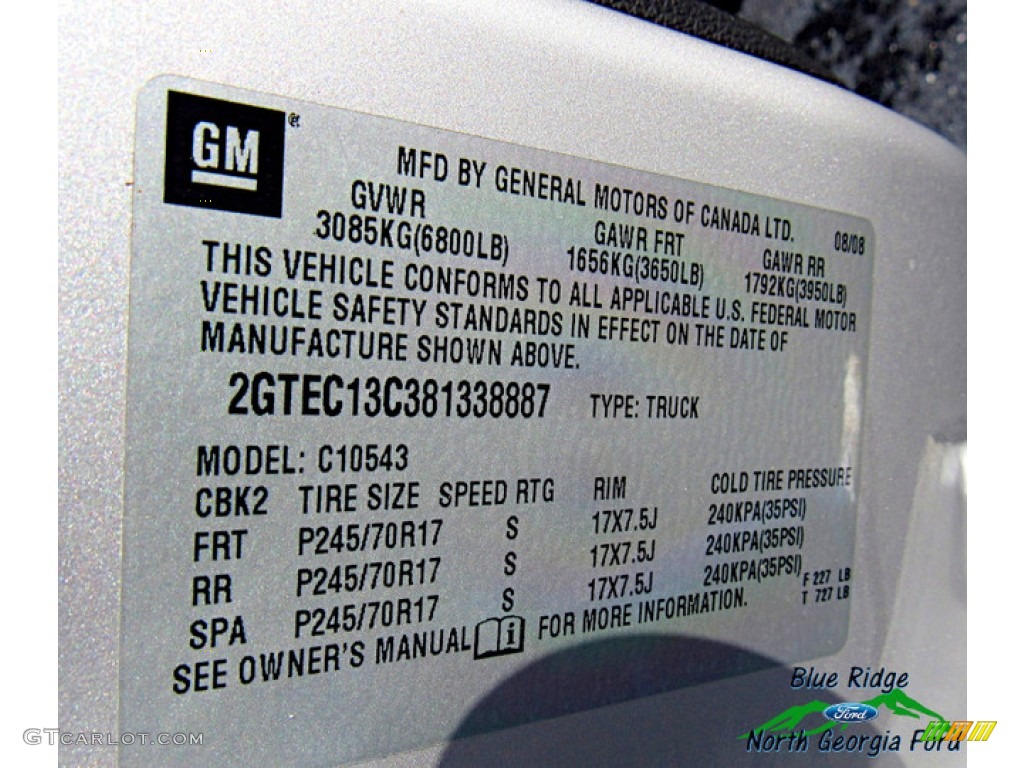 GM
MFD BY GENERAL MOTORS OF CANADA LTD. 08/08
GVWR GAWR FRT GAWR RR
3085KG(6800LB) 1656KG(3650LB) 1792KG(3950LB)
THIS VEHICLE CONFORMS TO ALL APPLICABLE U.S. FEDERAL MOTOR
VEHICLE SAFETY STANDARDS IN EFFECT ON THE DATE OF
MANUFACTURE SHOWN ABOVE.
2GTEC13C381338887 TYPE: TRUCK
MODEL: C10543
CBK2 TIRE SIZE SPEED RTG RIM COLD TIRE PRESSURE
FRT P245/70R17 S 17X7.5J 240KPA(35PSI)
RR P245/70R17 S 17X7.5J 240KPA(35PSI)
SPA P245/70R17 S 17X7.5J 240KPA(35PSI)
F 227 LB
T 727 LB
SEE OWNER'S MANUAL i FOR MORE INFORMATION.
Blue Ridge
Ford
North Georgia Ford
GTCarLot.com